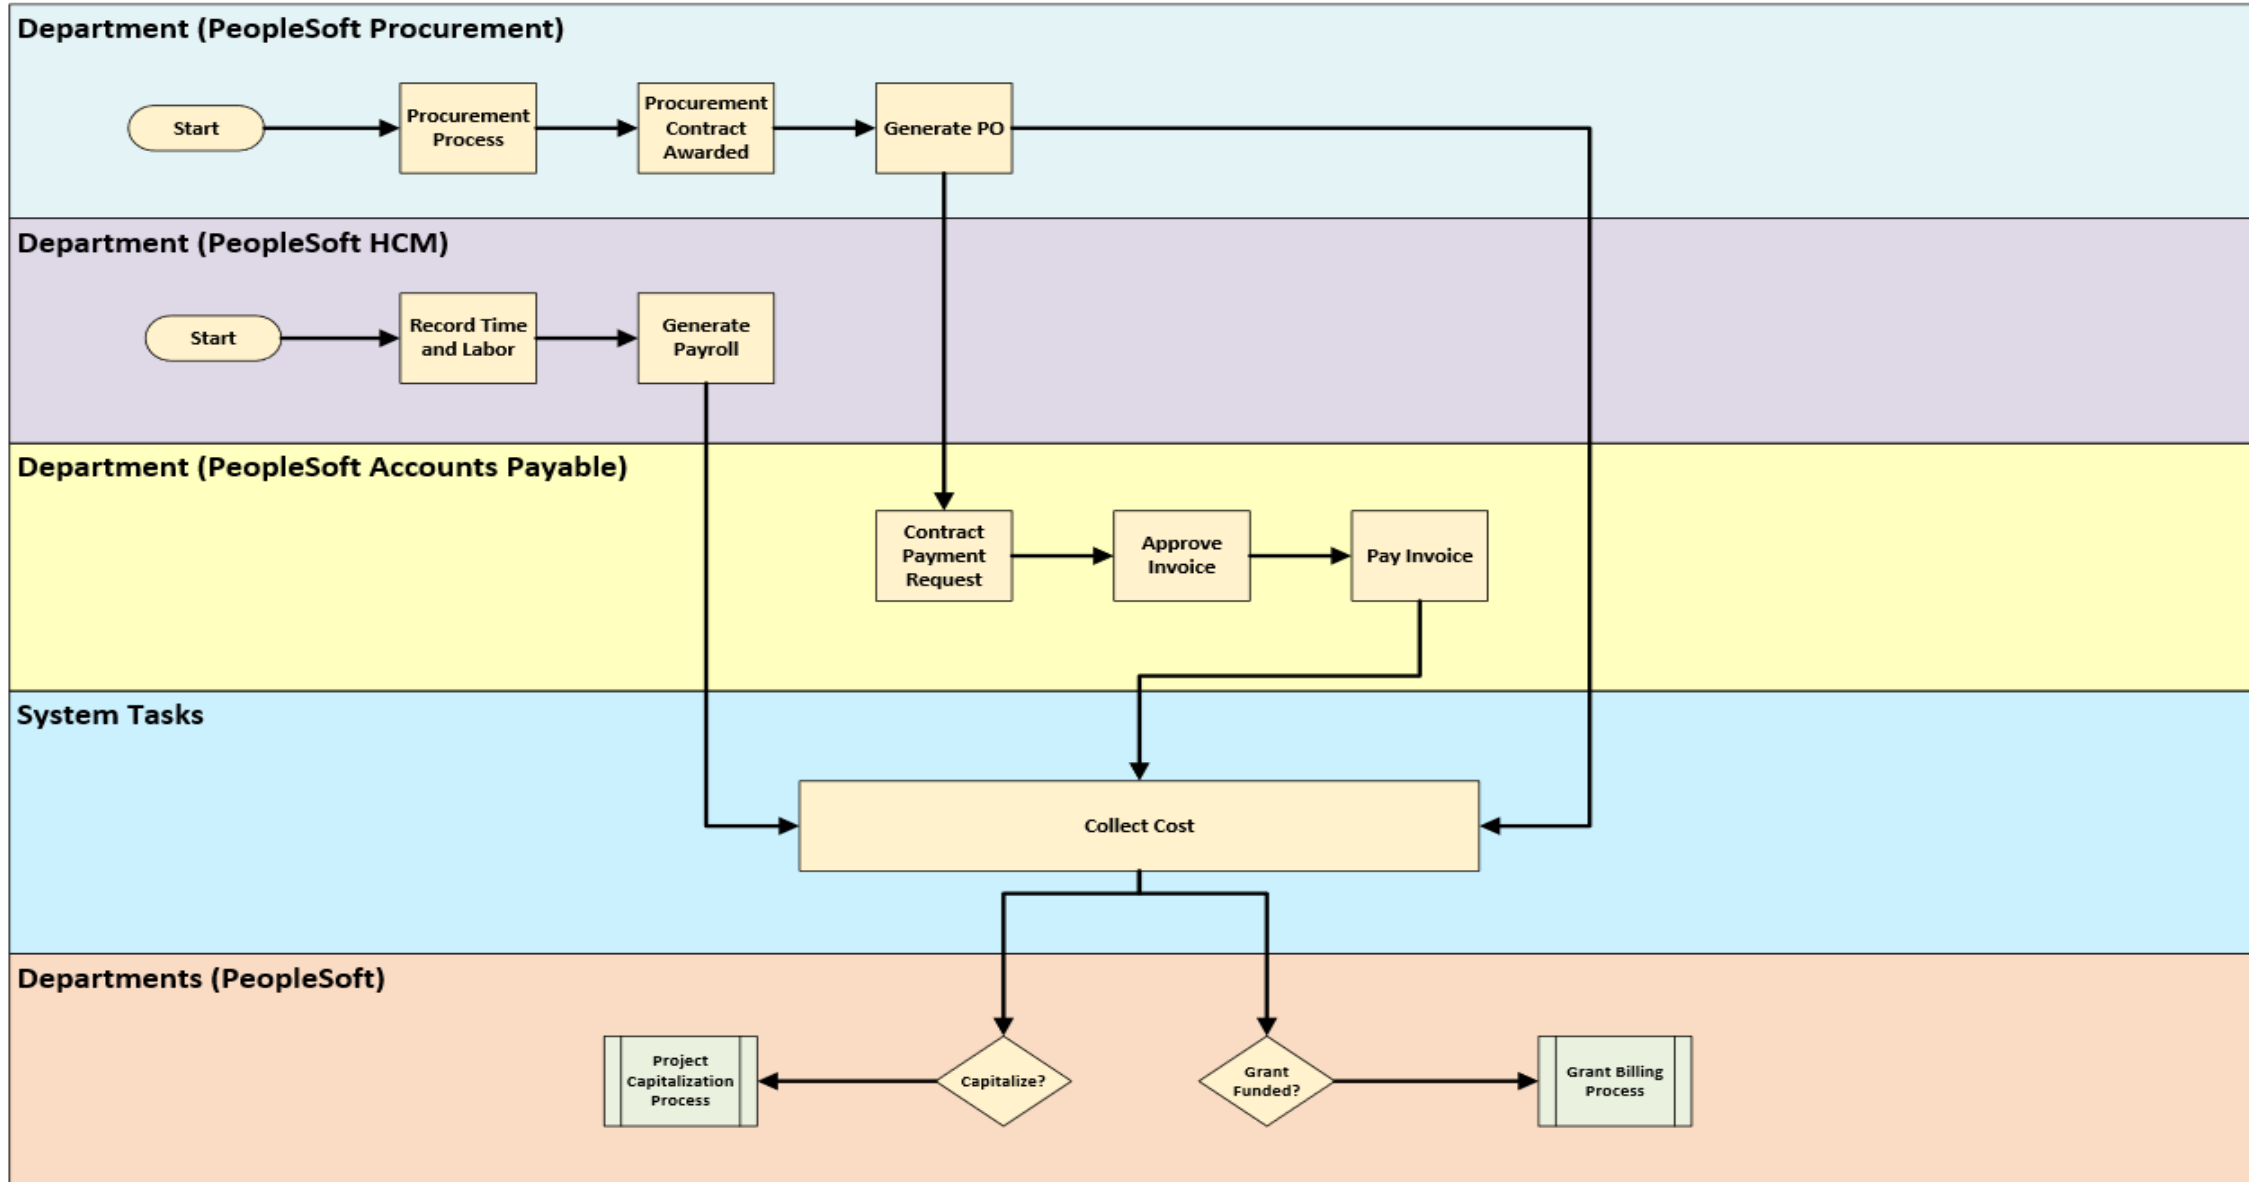 Department (PeopleSoft Procurement)
Start
Procurement
Process
Procurement
Contract
Awarded
Generate PO
Department (PeopleSoft HCM)
Start
Record Time
and Labor
Generate
Payroll
Department (PeopleSoft Accounts Payable)
Contract
Payment
Request
Approve
Invoice
Pay Invoice
System Tasks
Collect Cost
Departments (PeopleSoft)
Project
Capitalization
Process
Capitalize?
Grant
Funded?
Grant Billing
Process